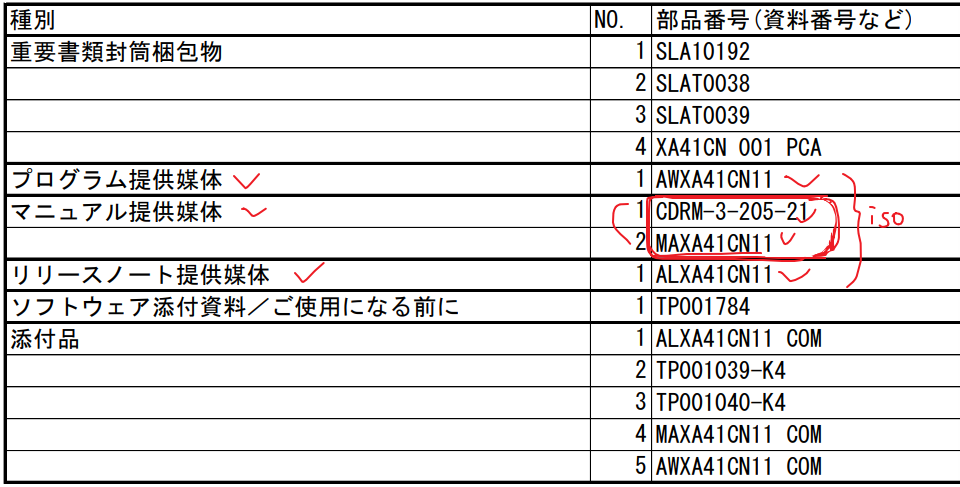 種別 NO. 部品番号(資料番号など)
重要書類封筒梱包物 1 SLA10192
2 SLAT0038
3 SLAT0039
4 XA41CN 001 PCA
プログラム提供媒体 1 AWXA41CN11
マニュアル提供媒体 1 CDRM-3-205-21
iso
2 MAXA41CN11
リリースノート提供媒体 1 ALXA41CN11
ソフトウェア添付資料／ご使用になる前に 1 TP001784
添付品 1 ALXA41CN11 COM
2 TP001039-K4
3 TP001040-K4
4 MAXA41CN11 COM
5 AWXA41CN11 COM